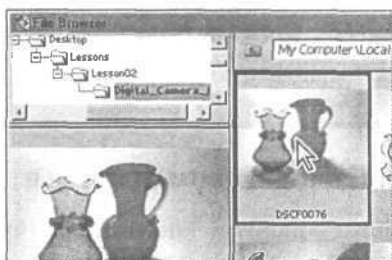 File Browser
Desktop
Lessons
Lesson02
Digital_Camera_
My Computer\Local
DSCF0076